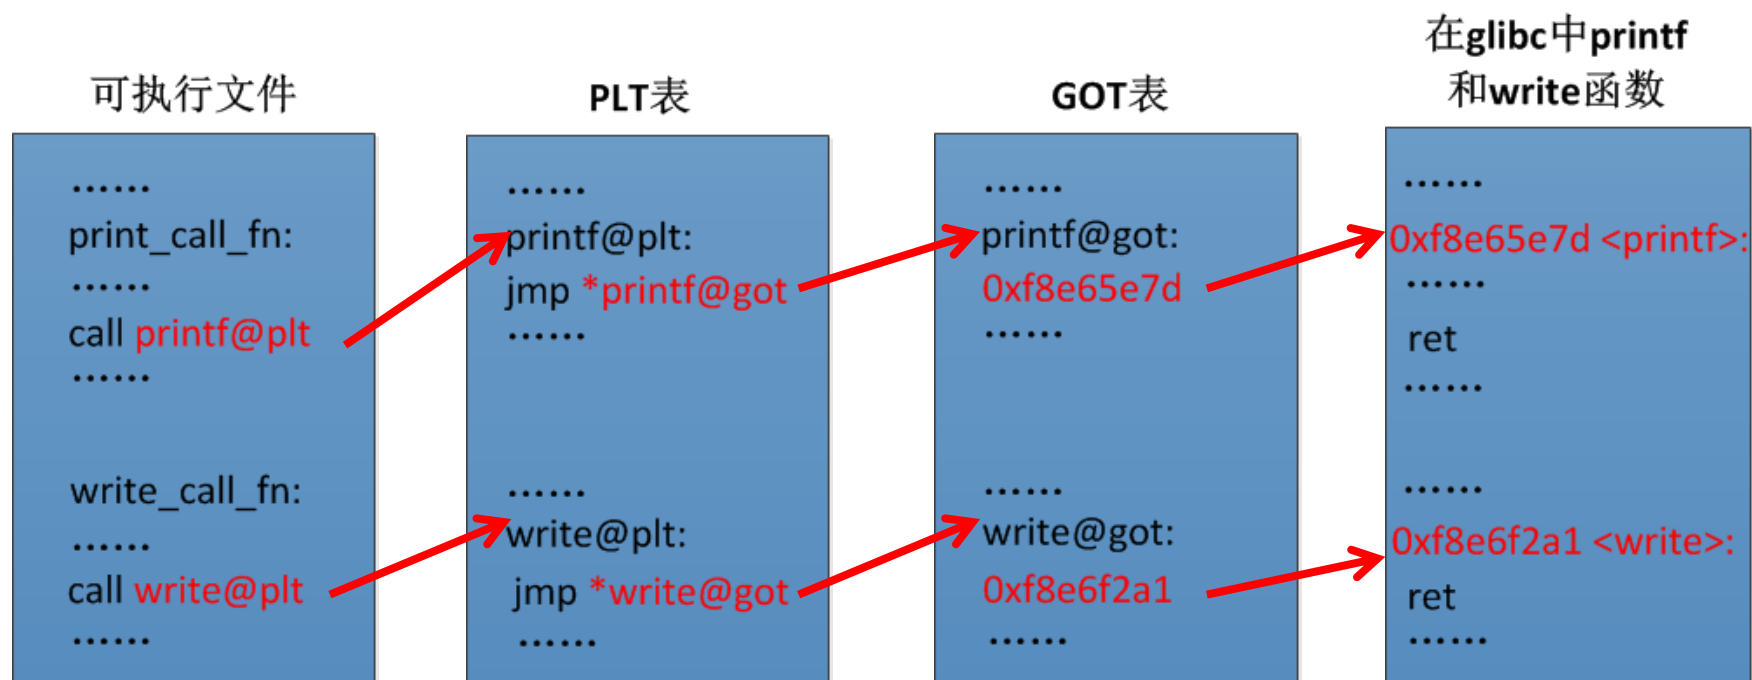 可执行文件
……
print_call_fn:
……
call printf@plt
……
write_call_fn:
……
call write@plt
……
PLT表
……
printf@plt:
jmp *printf@got
……
……
write@plt:
jmp *write@got
……
GOT表
……
printf@got:
0xf8e65e7d
……
……
write@got:
0xf8e6f2a1
……
在glibc中printf
和write函数
……
0xf8e65e7d <printf>:
……
ret
……
……
0xf8e6f2a1 <write>:
ret
……